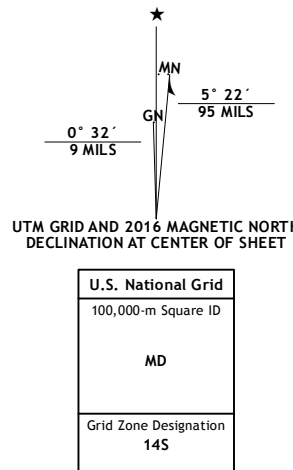 MN
5° 22´
95 MILS
GN
0° 32´
9 MILS
UTM GRID AND 2016 MAGNETIC NORTH
DECLINATION AT CENTER OF SHEET
U.S. National Grid
100,000-m Square ID
MD
Grid Zone Designation
14S